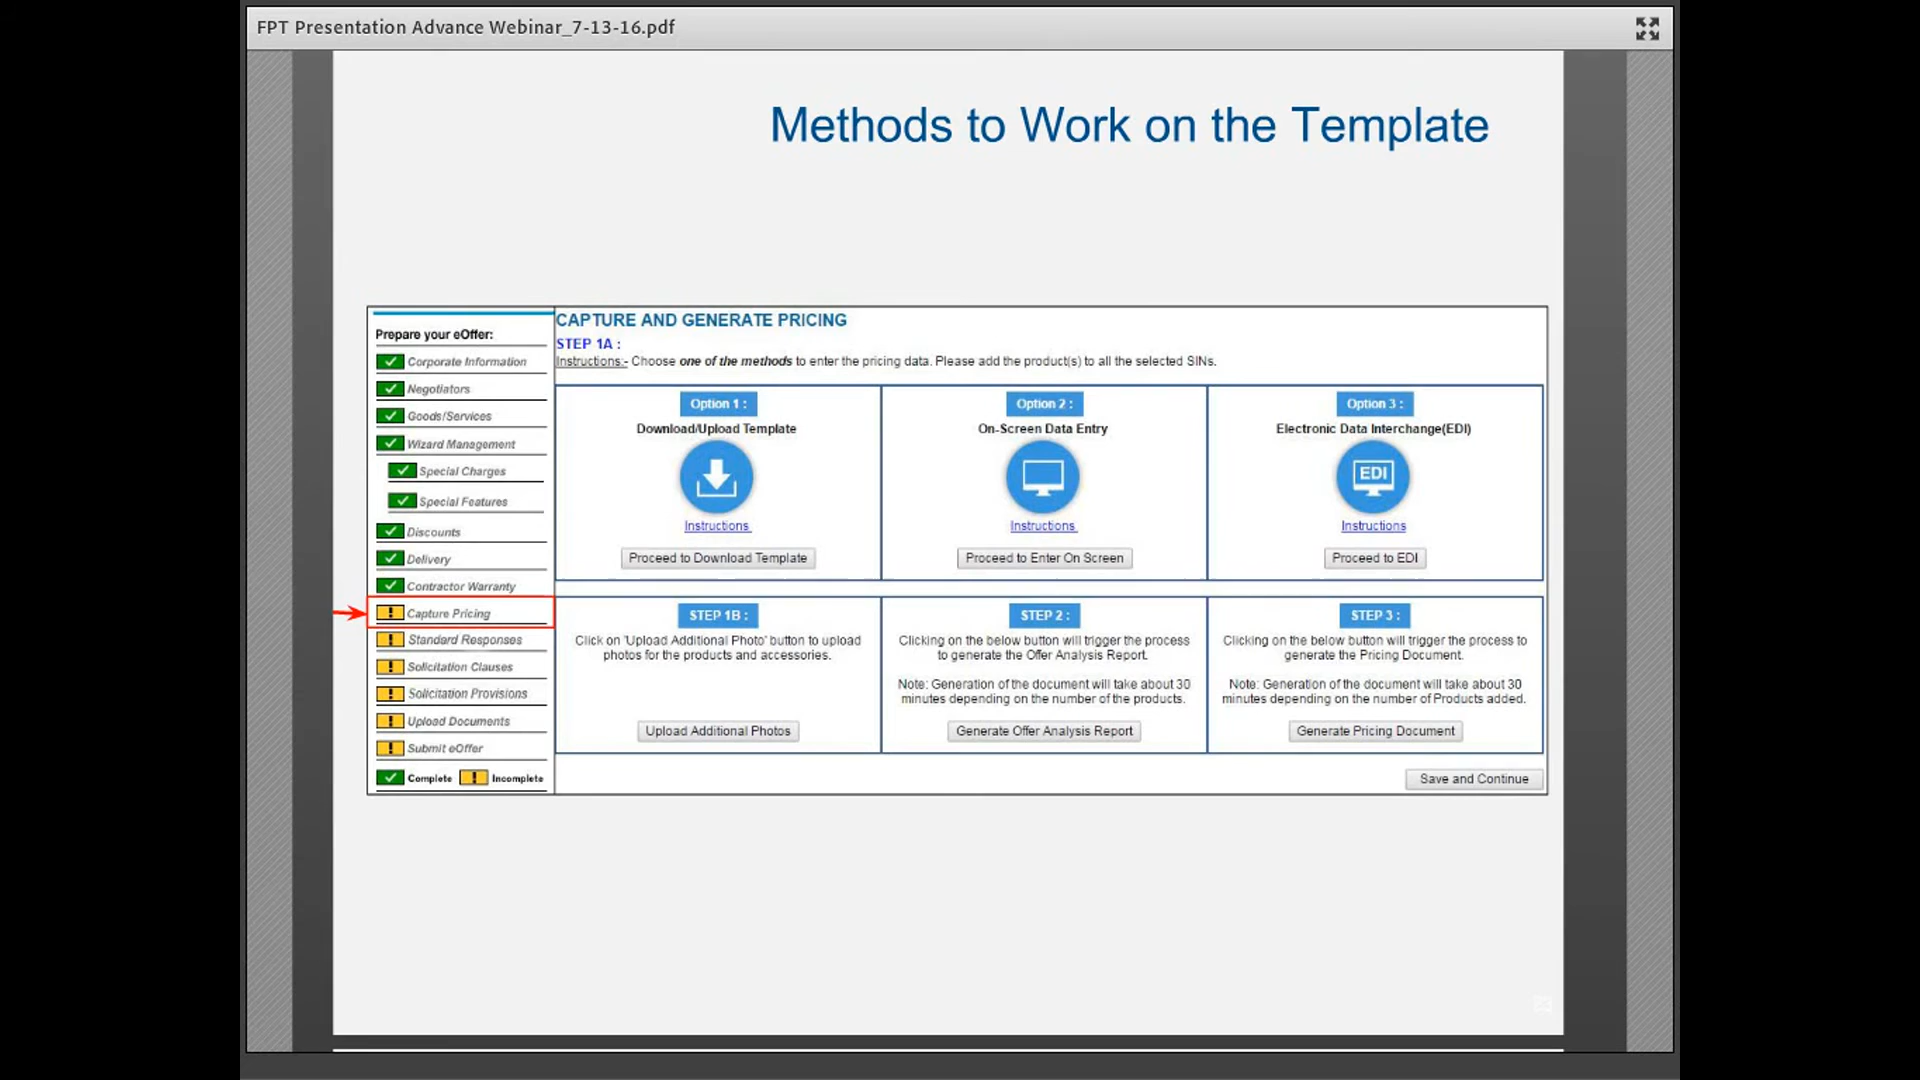 FPT Presentation Advance Webinar_7-13-16.pdf
Methods to Work on the Template
Prepare your eOffer:
Corporate Information
Negotiators
Goods/Services
Wizard Management
Special Charges
Special Features
Discounts
Delivery
Contractor Warranty
Capture Pricing
Standard Responses
Solicitation Clauses
Solicitation Provisions
Upload Documents
Submit eOffer
Complete
Incomplete
CAPTURE AND GENERATE PRICING
STEP 1A :
Instructions:- Choose one of the methods to enter the pricing data. Please add the product(s) to all the selected SINs.
Option 1 :
Download/Upload Template
Instructions
Proceed to Download Template
Option 2 :
On-Screen Data Entry
Instructions
Proceed to Enter On Screen
Option 3 :
Electronic Data Interchange(EDI)
EDI
Instructions
Proceed to EDI
STEP 1B :
Click on 'Upload Additional Photo' button to upload
photos for the products and accessories.
Upload Additional Photos
STEP 2 :
Clicking on the below button will trigger the process
to generate the Offer Analysis Report.
Note: Generation of the document will take about 30
minutes depending on the number of the products.
Generate Offer Analysis Report
STEP 3 :
Clicking on the below button will trigger the process to
generate the Pricing Document.
Note: Generation of the document will take about 30
minutes depending on the number of Products added.
Generate Pricing Document
Save and Continue